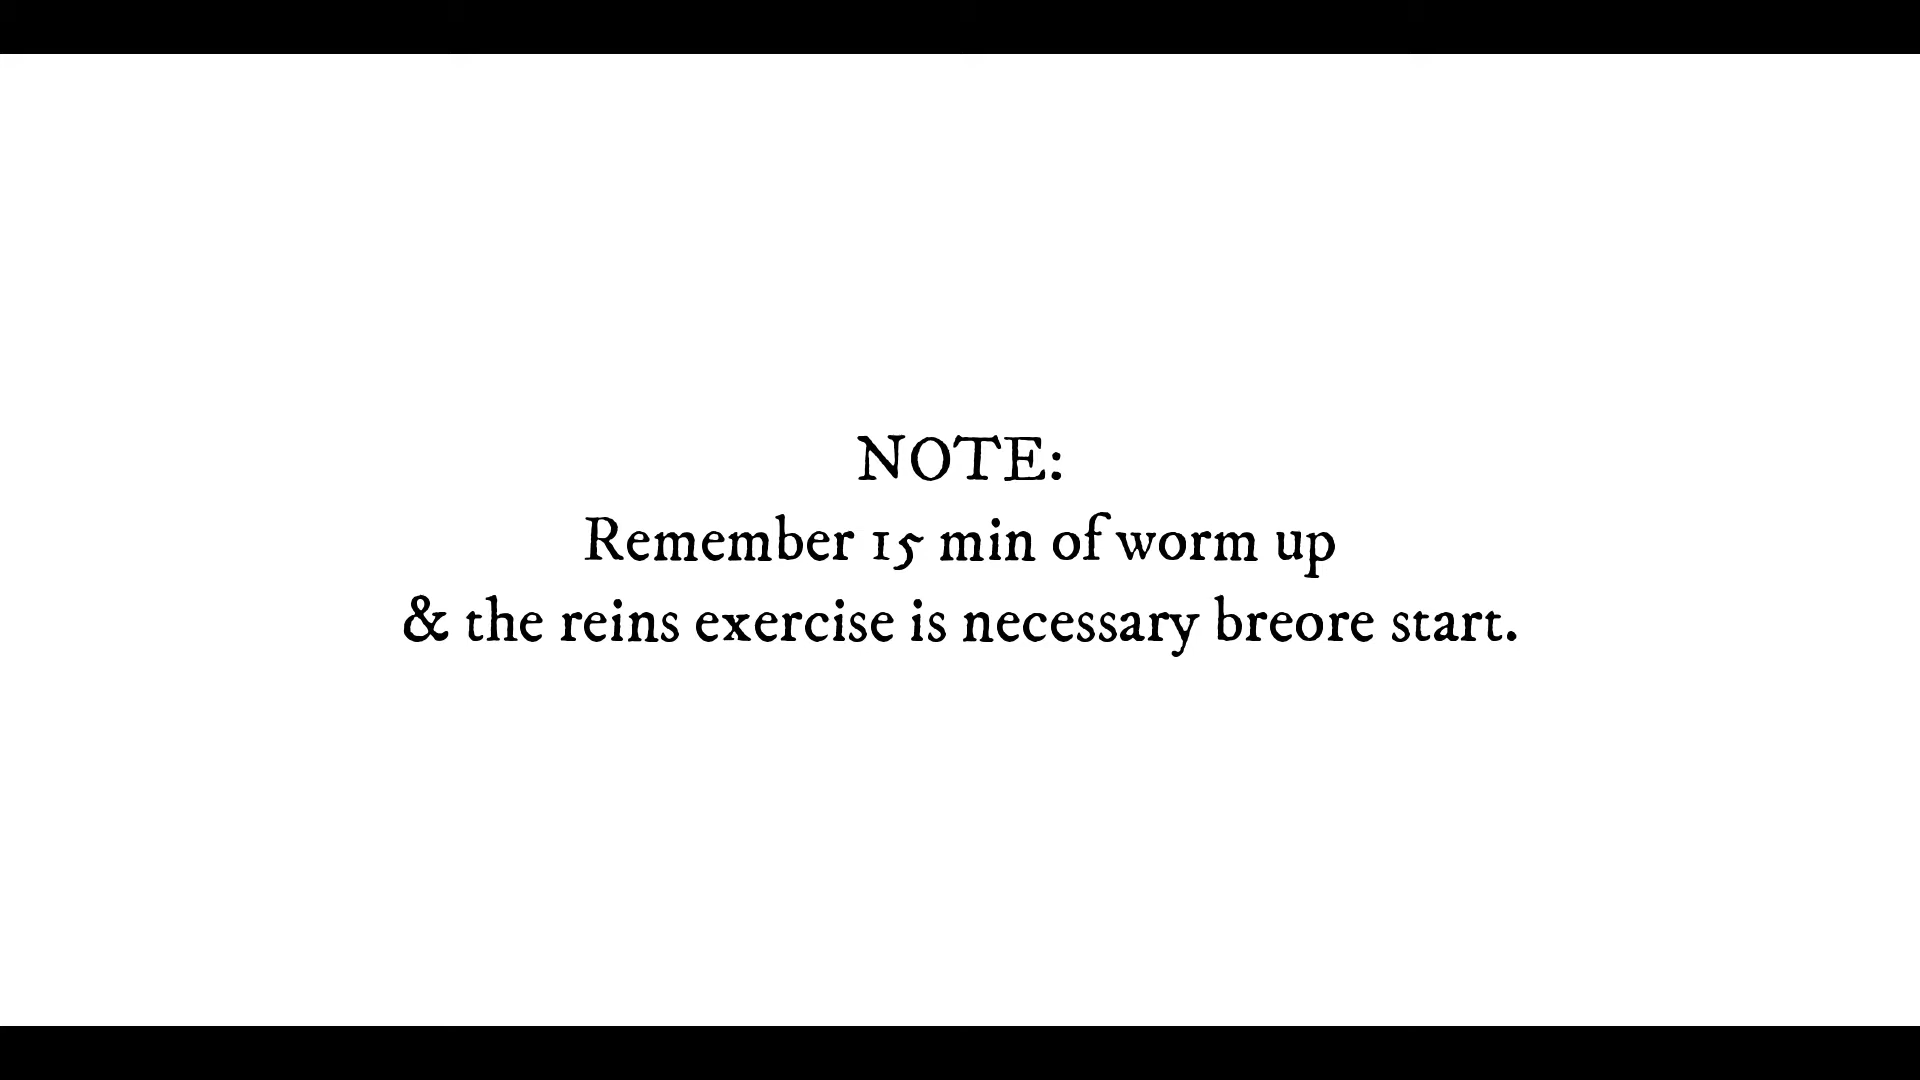 NOTE:
Remember 15 min of worm up
& the reins exercise is necessary breore start.